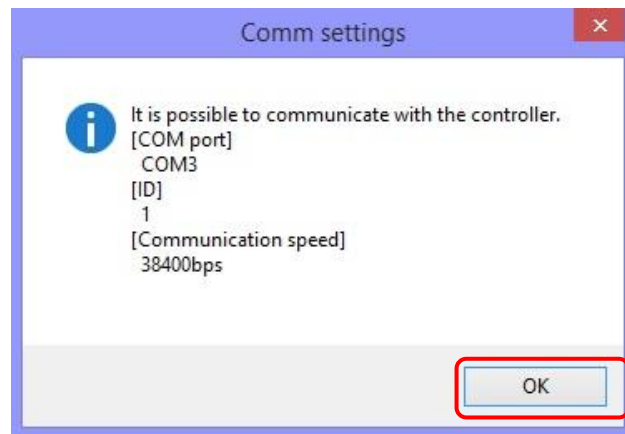 Comm settings
It is possible to communicate with the controller.
[COM port]
COM3
[ID]
1
[Communication speed]
38400bps
OK